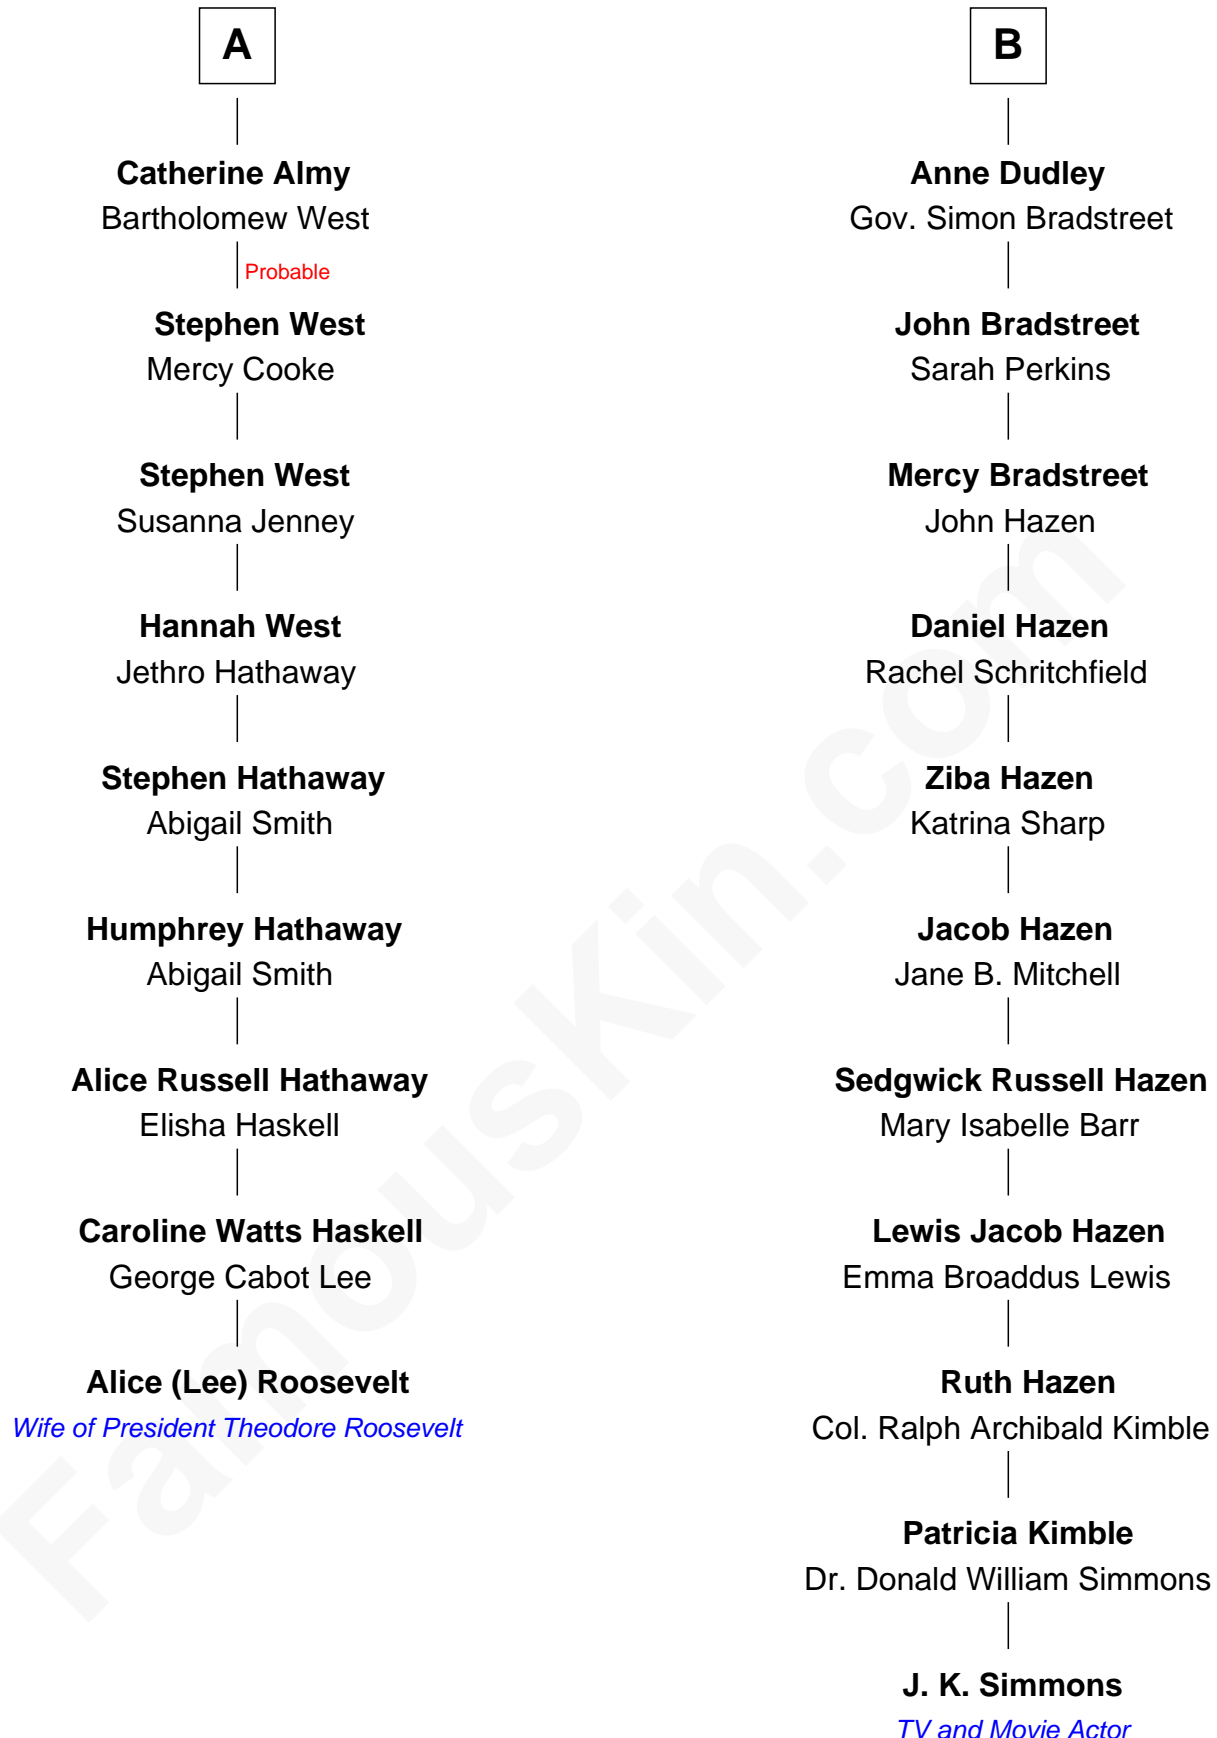 A
Catherine Almy
Bartholomew West
Probable
Stephen West
Mercy Cooke
Stephen West
Susanna Jenney
Hannah West
Jethro Hathaway
Stephen Hathaway
Abigail Smith
Humphrey Hathaway
Abigail Smith
Alice Russell Hathaway
Elisha Haskell
Caroline Watts Haskell
George Cabot Lee
Alice (Lee) Roosevelt
Wife of President Theodore Roosevelt
B
Anne Dudley
Gov. Simon Bradstreet
John Bradstreet
Sarah Perkins
Mercy Bradstreet
John Hazen
Daniel Hazen
Rachel Schritchfield
Ziba Hazen
Katrina Sharp
Jacob Hazen
Jane B. Mitchell
Sedgwick Russell Hazen
Mary Isabelle Barr
Lewis Jacob Hazen
Emma Broaddus Lewis
Ruth Hazen
Col. Ralph Archibald Kimble
Patricia Kimble
Dr. Donald William Simmons
J. K. Simmons
TV and Movie Actor
FamousKin.com